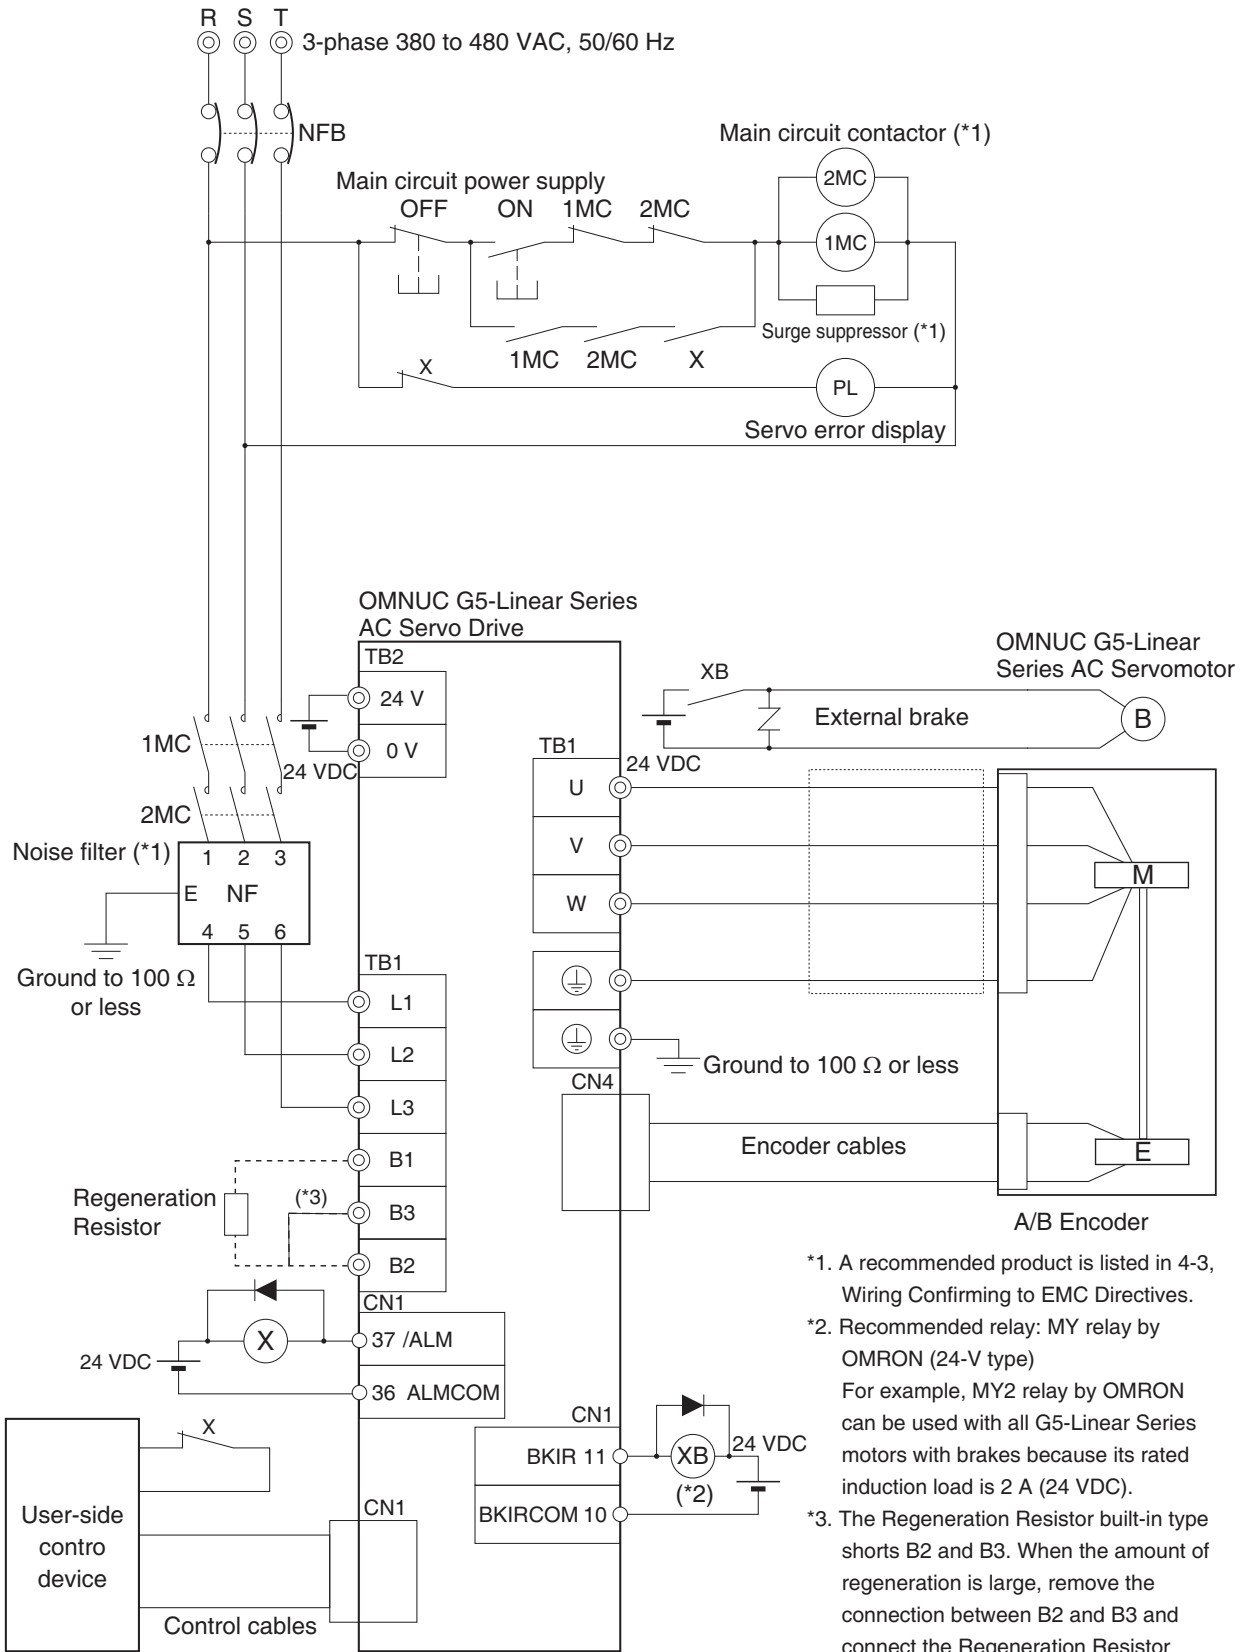 R S T
3-phase 380 to 480 VAC, 50/60 Hz
NFB
Main circuit contactor (*1)
Main circuit power supply
2MC
OFF ON 1MC 2MC
1MC
Surge suppressor (*1)
1MC 2MC X
X
PL
Servo error display
OMNUC G5-Linear Series
AC Servo Drive
OMNUC G5-Linear
Series AC Servomotor
TB2
24 V
0 V
24 VDC
XB
External brake
B
24 VDC
1MC
2MC
Noise filter (*1)
1 2 3
E NF
4 5 6
Ground to 100 Ω
or less
TB1
U
V
W
M
Ground to 100 Ω or less
TB1
L1
L2
L3
B1
B3
B2
CN4
Encoder cables
E
A/B Encoder
Regeneration
Resistor
(*3)
CN1
X
37 /ALM
24 VDC
36 ALMCOM
X
User-side
contro
device
CN1
Control cables
CN1
BKIR 11
XB
24 VDC
(*2)
BKIRCOM 10
*1. A recommended product is listed in 4-3,
Wiring Confirming to EMC Directives.
*2. Recommended relay: MY relay by
OMRON (24-V type)
For example, MY2 relay by OMRON
can be used with all G5-Linear Series
motors with brakes because its rated
induction load is 2 A (24 VDC).
*3. The Regeneration Resistor built-in type
shorts B2 and B3. When the amount of
regeneration is large, remove the
connection between B2 and B3 and
connect the Regeneration Resistor